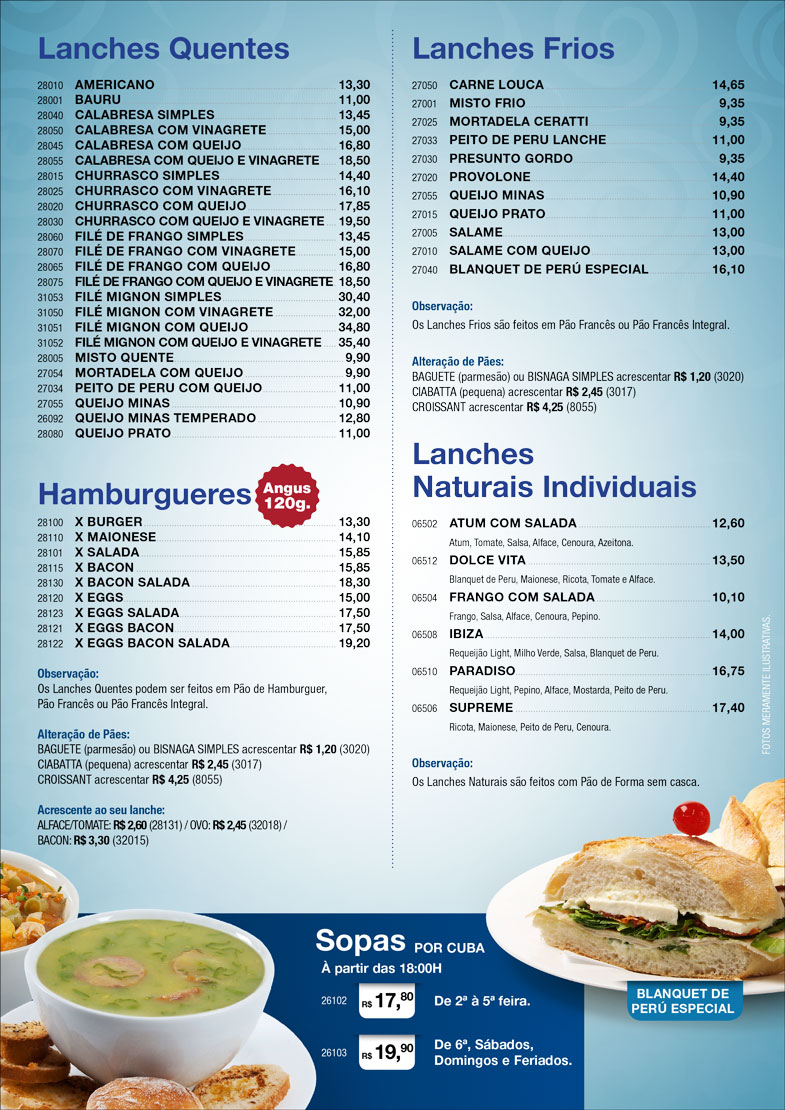 Lanches Quentes
28010 AMERICANO 13,30
28001 BAURU 11,00
28040 CALABRESA SIMPLES 13,45
28050 CALABRESA COM VINAGRETE 15,00
28045 CALABRESA COM QUEIJO 16,80
28055 CALABRESA COM QUEIJO E VINAGRETE 18,50
28015 CHURRASCO SIMPLES 14,40
28025 CHURRASCO COM VINAGRETE 16,10
28020 CHURRASCO COM QUEIJO 17,85
28030 CHURRASCO COM QUEIJO E VINAGRETE 19,50
28060 FILÉ DE FRANGO SIMPLES 13,45
28070 FILÉ DE FRANGO COM VINAGRETE 15,00
28065 FILÉ DE FRANGO COM QUEIJO 16,80
28075 FILÉ DE FRANGO COM QUEIJO E VINAGRETE 18,50
31053 FILÉ MIGNON SIMPLES 30,40
31050 FILÉ MIGNON COM VINAGRETE 32,00
31051 FILÉ MIGNON COM QUEIJO 34,80
31052 FILÉ MIGNON COM QUEIJO E VINAGRETE 35,40
28005 MISTO QUENTE 9,90
27054 MORTADELA COM QUEIJO 9,90
27034 PEITO DE PERU COM QUEIJO 11,00
27055 QUEIJO MINAS 10,90
26092 QUEIJO MINAS TEMPERADO 12,80
28080 QUEIJO PRATO 11,00
Hamburgueres
Angus
120g.
28100 X BURGER 13,30
28110 X MAIONESE 14,10
28101 X SALADA 15,85
28115 X BACON 15,85
28130 X BACON SALADA 18,30
28120 X EGGS 15,00
28123 X EGGS SALADA 17,50
28121 X EGGS BACON 17,50
28122 X EGGS BACON SALADA 19,20
Observação:
Os Lanches Quentes podem ser feitos em Pão de Hamburguer,
Pão Francês ou Pão Francês Integral.
Alteração de Pães:
BAGUETE (parmesão) ou BISNAGA SIMPLES acrescentar R$ 1,20 (3020)
CIABATTA (pequena) acrescentar R$ 2,45 (3017)
CROISSANT acrescentar R$ 4,25 (8055)
Acrescente ao seu lanche:
ALFACE/TOMATE: R$ 2,60 (28131) / OVO: R$ 2,45 (32018) /
BACON: R$ 3,30 (32015)
Lanches Frios
27050 CARNE LOUCA 14,65
27001 MISTO FRIO 9,35
27025 MORTADELA CERATTI 9,35
27033 PEITO DE PERU LANCHE 11,00
27030 PRESUNTO GORDO 9,35
27020 PROVOLONE 14,40
27055 QUEIJO MINAS 10,90
27015 QUEIJO PRATO 11,00
27005 SALAME 13,00
27010 SALAME COM QUEIJO 13,00
27040 BLANQUET DE PERÚ ESPECIAL 16,10
Observação:
Os Lanches Frios são feitos em Pão Francês ou Pão Francês Integral.
Alteração de Pães:
BAGUETE (parmesão) ou BISNAGA SIMPLES acrescentar R$ 1,20 (3020)
CIABATTA (pequena) acrescentar R$ 2,45 (3017)
CROISSANT acrescentar R$ 4,25 (8055)
Lanches
Naturais Individuais
06502 ATUM COM SALADA 12,60
Atum, Tomate, Salsa, Alface, Cenoura, Azeitona.
06512 DOLCE VITA 13,50
Blanquet de Peru, Maionese, Ricota, Tomate e Alface.
06504 FRANGO COM SALADA 10,10
Frango, Salsa, Alface, Cenoura, Pepino.
06508 IBIZA 14,00
Requeijão Light, Milho Verde, Salsa, Blanquet de Peru.
06510 PARADISO 16,75
Requeijão Light, Pepino, Alface, Mostarda, Peito de Peru.
06506 SUPREME 17,40
Ricota, Maionese, Peito de Peru, Cenoura.
Observação:
Os Lanches Naturais são feitos com Pão de Forma sem casca.
FOTOS MERAMENTE ILUSTRATIVAS.
Sopas POR CUBA
À partir das 18:00H
26102 R$ 17,80 De 2ª à 5ª feira.
26103 R$ 19,90 De 6ª, Sábados,
Domingos e Feriados.
BLANQUET DE
PERÚ ESPECIAL